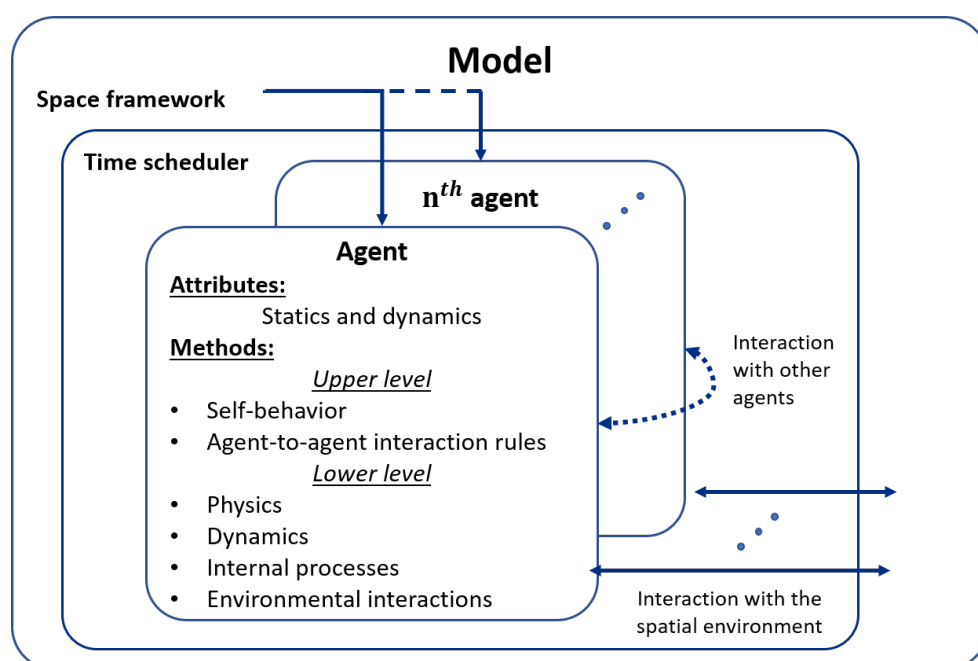 Model
Space framework
Time scheduler
nth agent
Agent
Attributes:
Statics and dynamics
Methods:
Upper level
• Self-behavior
• Agent-to-agent interaction rules
Lower level
• Physics
• Dynamics
• Internal processes
• Environmental interactions
Interaction
with other
agents
Interaction with the
spatial environment